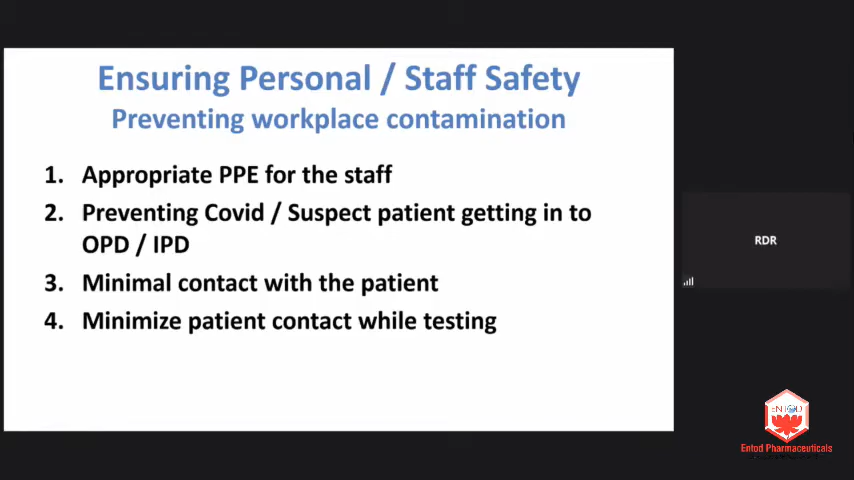 Ensuring Personal / Staff Safety
Preventing workplace contamination
1. Appropriate PPE for the staff
2. Preventing Covid / Suspect patient getting in to
OPD / IPD
3. Minimal contact with the patient
4. Minimize patient contact while testing
RDR
ENTOD
Entod Pharmaceuticals